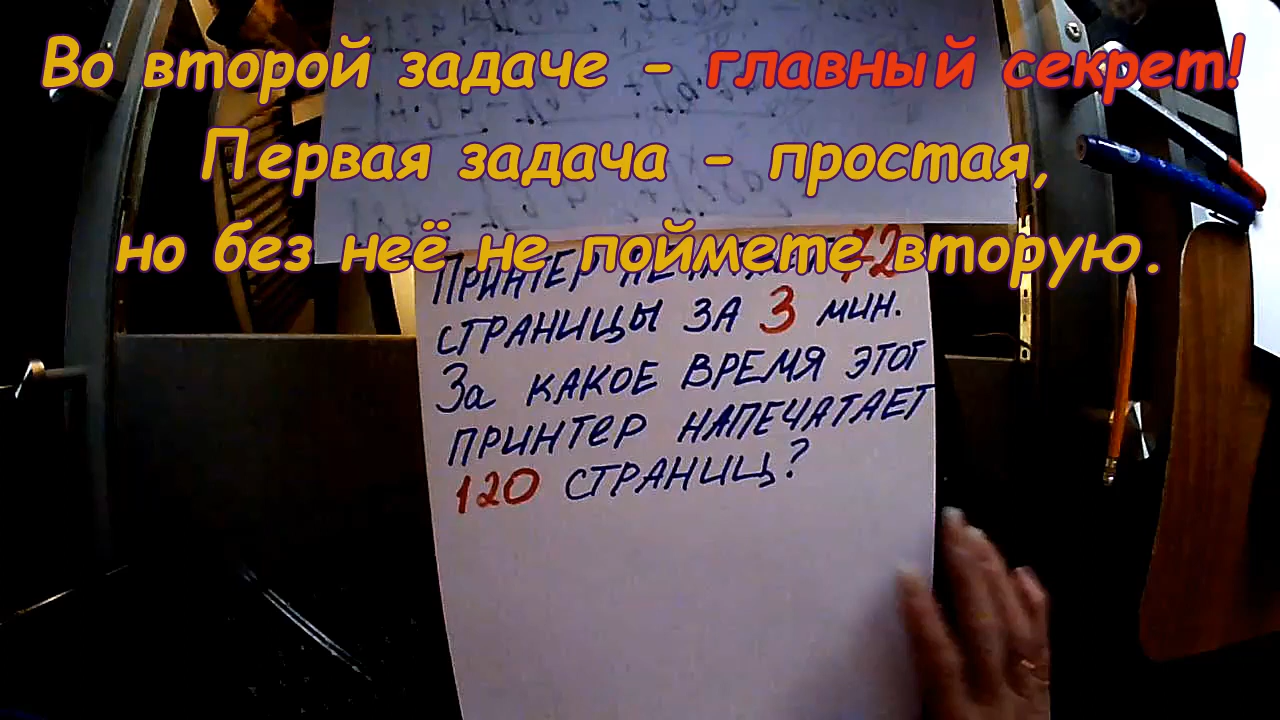 Во второй задаче - главный секрет!
Первая задача - простая,
но без неё не поймете вторую.
ПРИНТЕР 72
СТРАНИЦЫ ЗА 3 МИН.
За КАКОЕ ВРЕМЯ ЭТОТ
ПРИНТЕР НАПЕЧАТАЕТ
120 СТРАНИЦ?